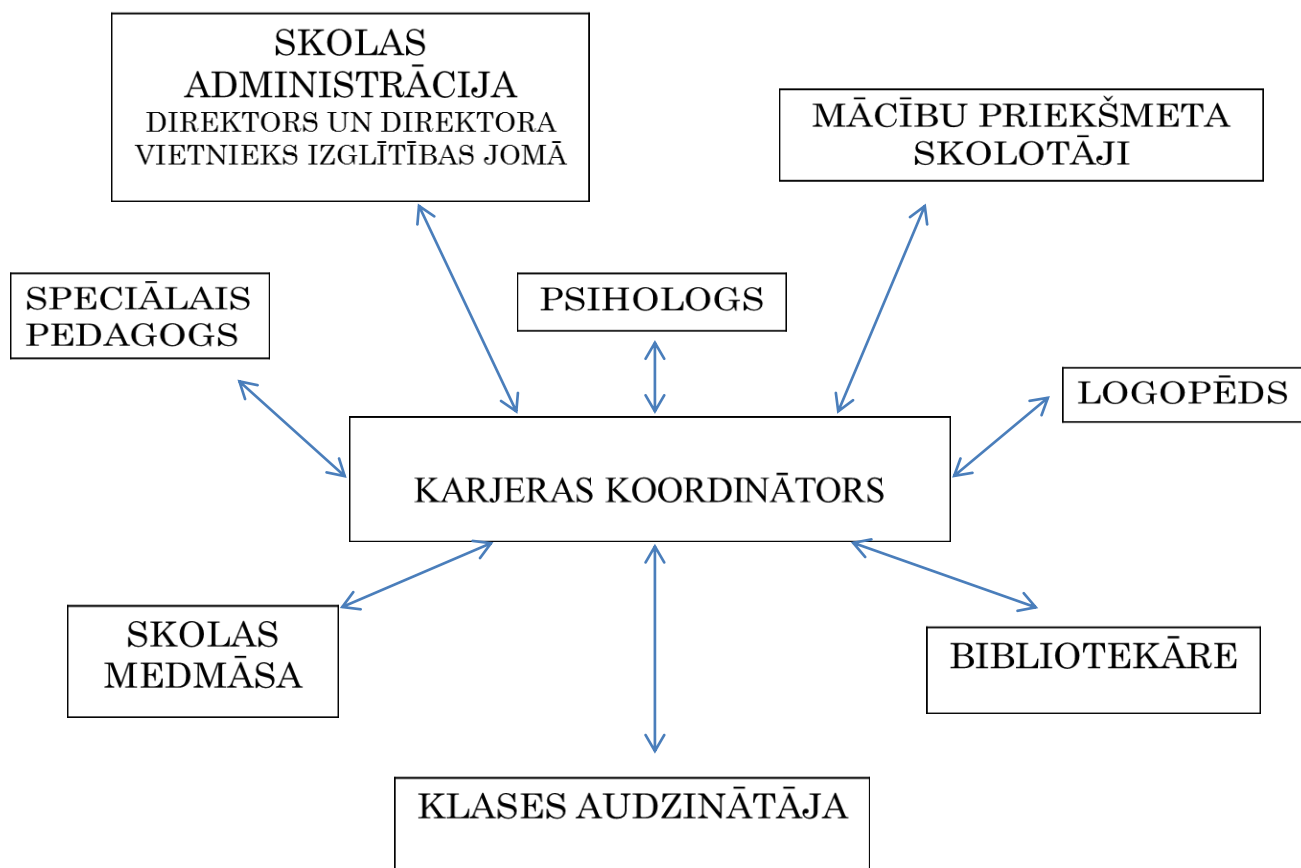 SKOLAS
ADMINISTRĀCIJA
DIREKTORS UN DIREKTORA
VIETNIEKS IZGLĪTĪBAS JOMĀ
MĀCĪBU PRIEKŠMETA
SKOLOTĀJI
SPECIĀLAIS
PEDAGOGS
PSIHOLOGS
LOGOPĒDS
KARJERAS KOORDINĀTORS
SKOLAS
MEDMĀSA
BIBLIOTEKĀRE
KLASES AUDZINĀTĀJA